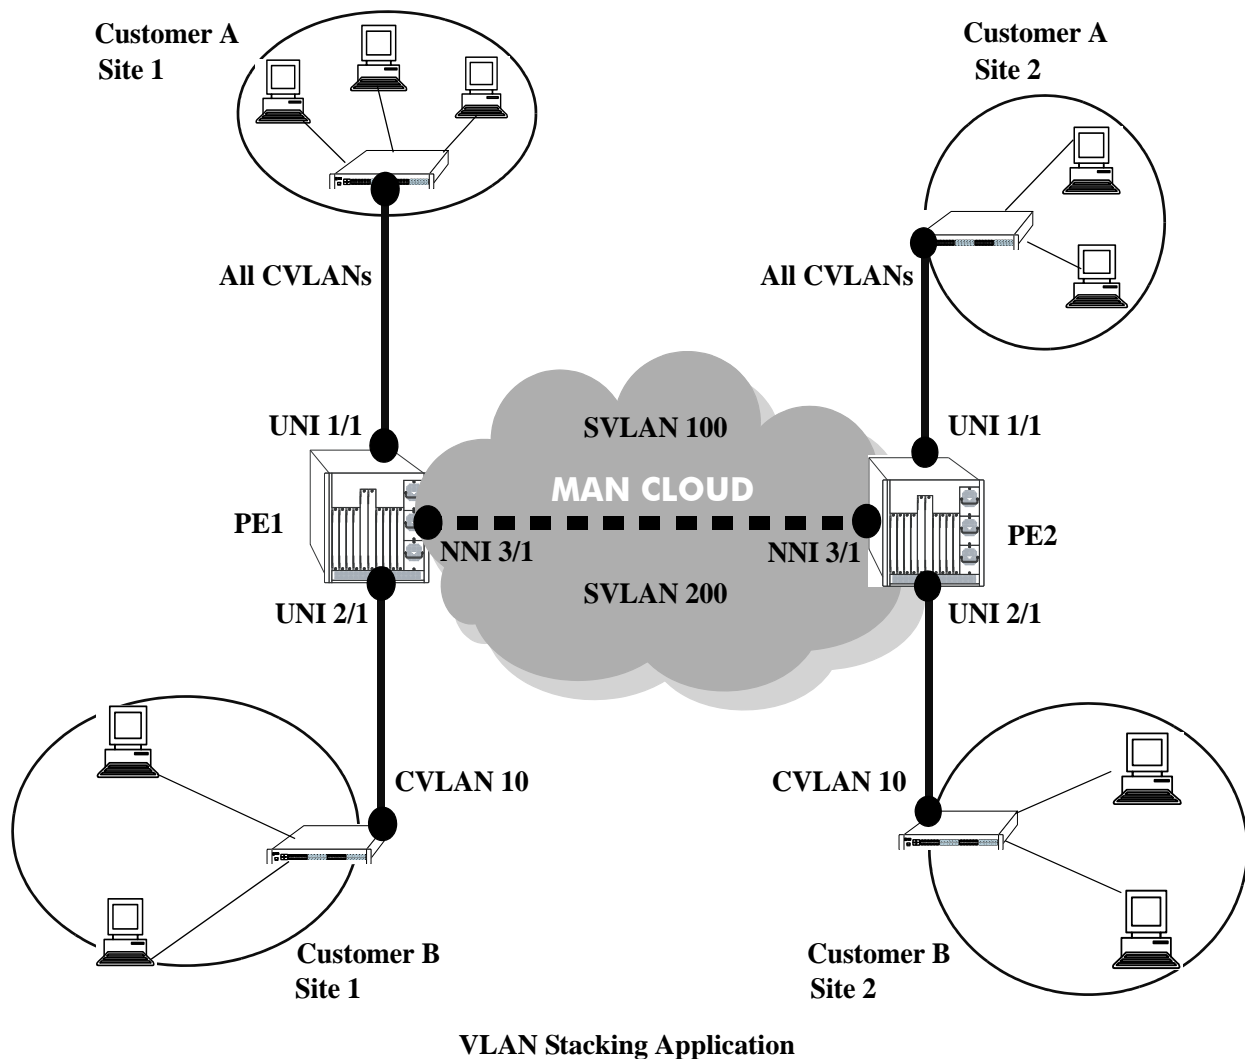 Customer A
Site 1
Customer A
Site 2
All CVLANs
All CVLANs
UNI 1/1
SVLAN 100
UNI 1/1
MAN CLOUD
PE1
NNI 3/1
NNI 3/1
PE2
UNI 2/1
SVLAN 200
UNI 2/1
CVLAN 10
CVLAN 10
Customer B
Site 1
Customer B
Site 2
VLAN Stacking Application